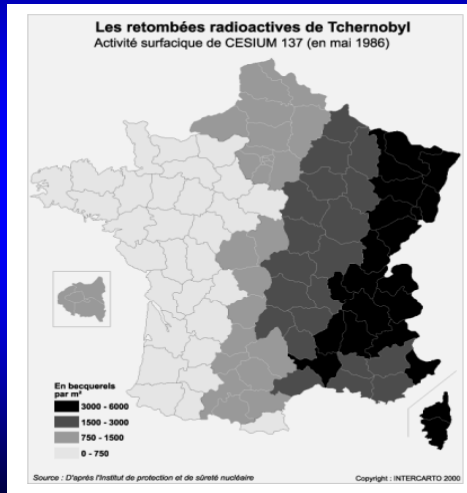 Les retombées radioactives de Tchernobyl
Activité surfacique de CESIUM 137 (en mai 1986)
En becquerels
par m²
3000 - 6000
1500 - 3000
750 - 1500
0 - 750
Source : D'après l'Institut de protection et de sûreté nucléaire
Copyright : INTERCARTO 2000